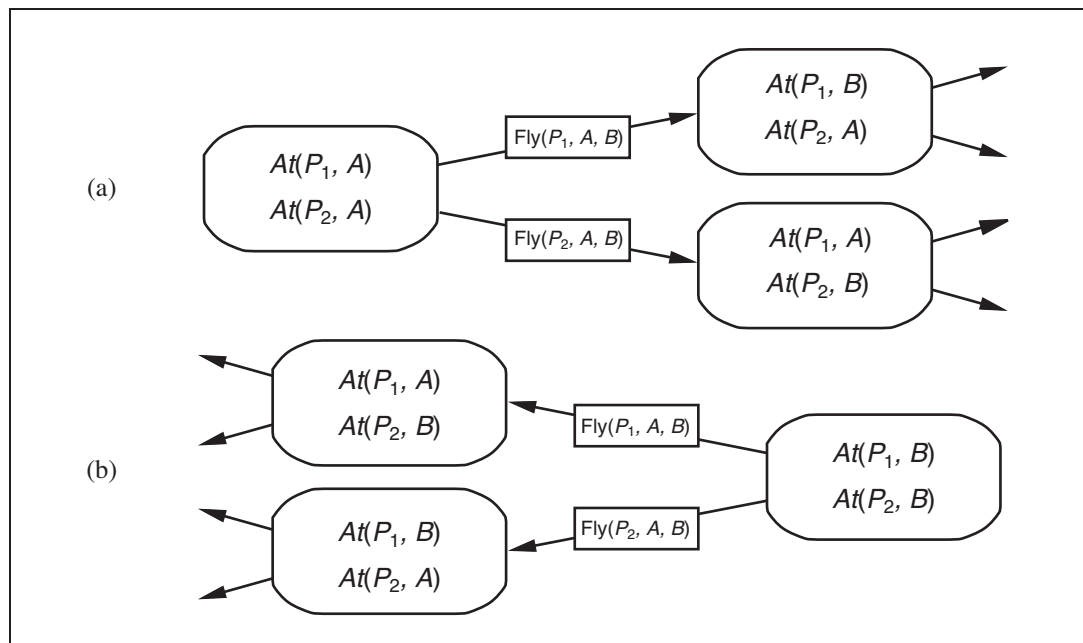 (a)
At(P₁, A)
At(P₂, A)
Fly(P₁, A, B)
Fly(P₂, A, B)
At(P₁, B)
At(P₂, A)
At(P₁, A)
At(P₂, B)
(b)
At(P₁, A)
At(P₂, B)
At(P₁, B)
At(P₂, A)
Fly(P₁, A, B)
Fly(P₂, A, B)
At(P₁, B)
At(P₂, B)